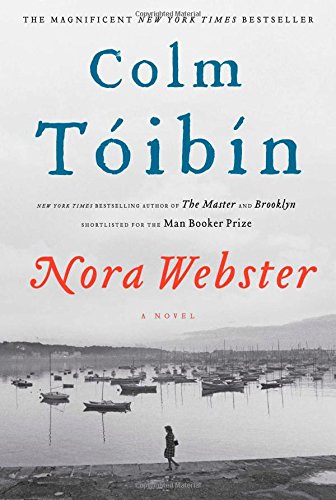 THE MAGNIFICENT NEW YORK TIMES BESTSELLER
Colm
Tóibín
NEW YORK TIMES BESTSELLING AUTHOR OF The Master AND Brooklyn
SHORTLISTED FOR THE Man Booker Prize
Nora Webster
A NOVEL